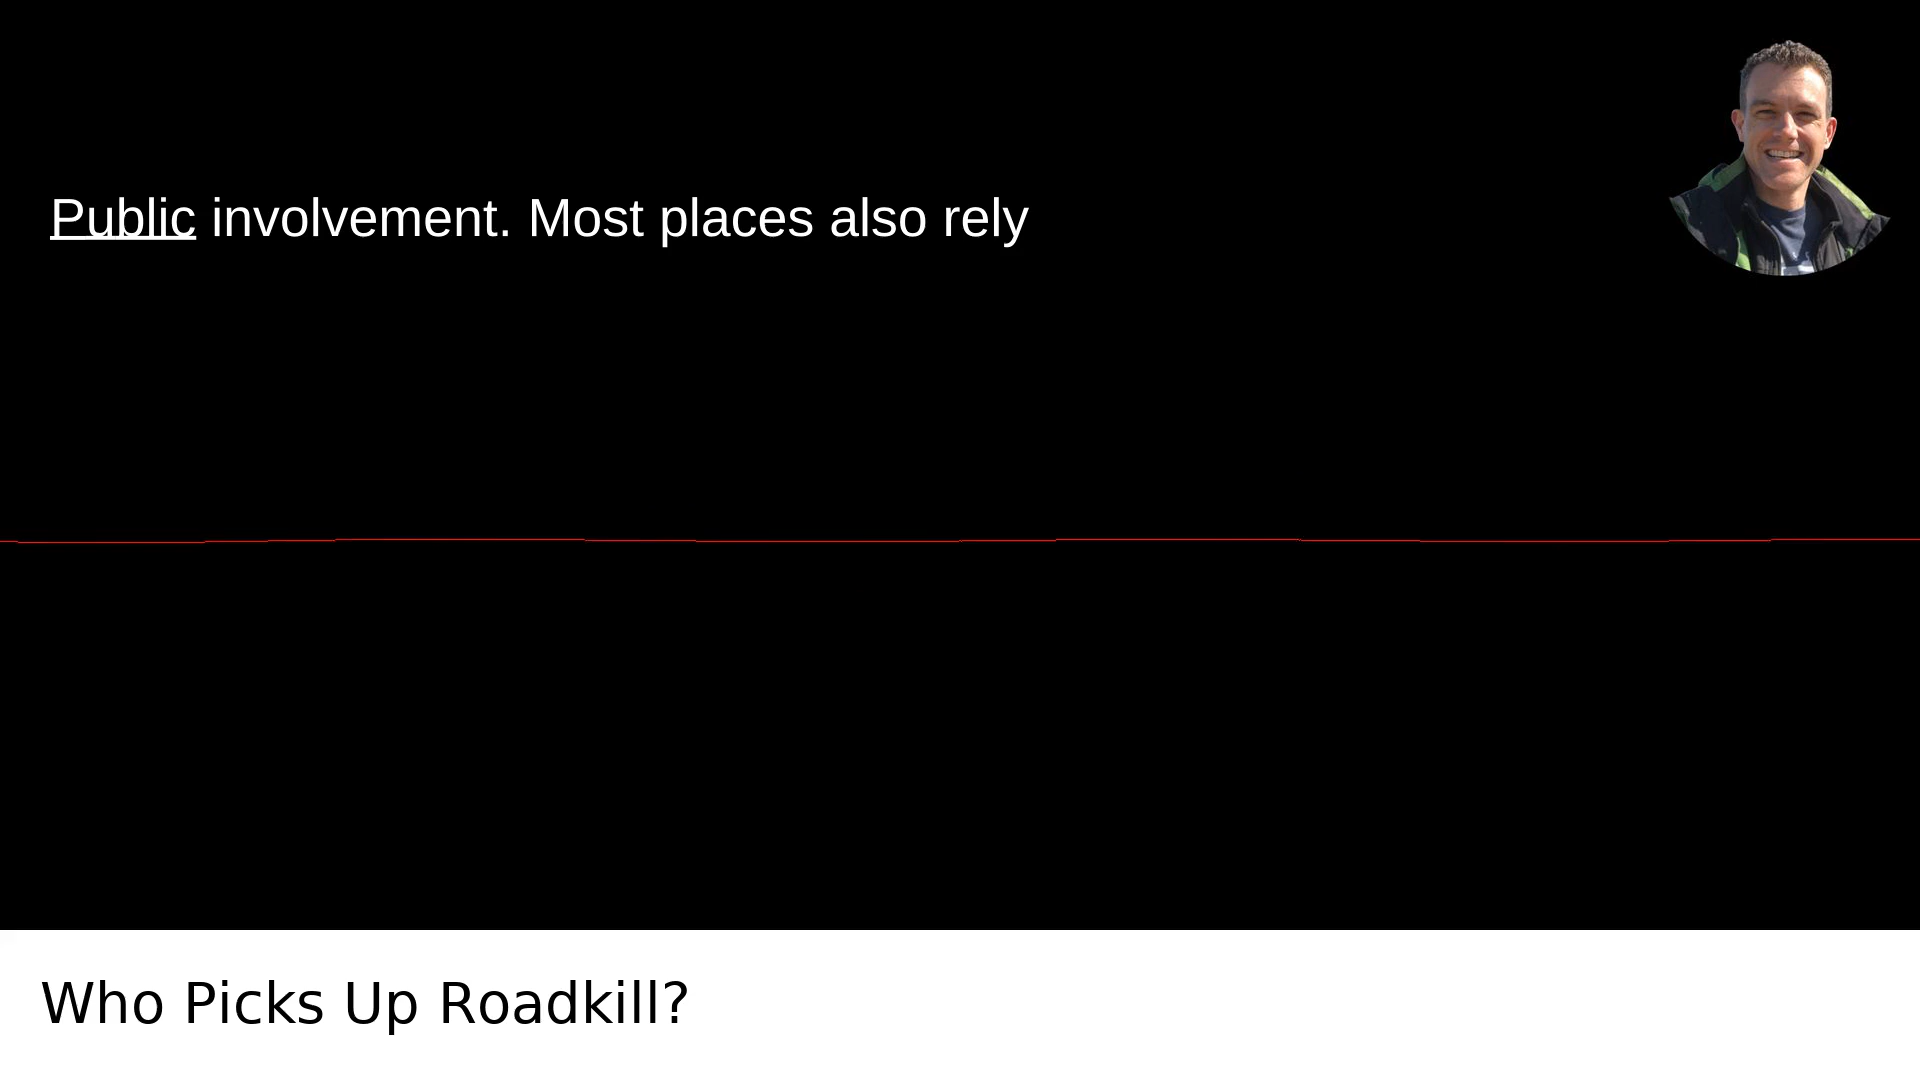 Public involvement. Most places also rely
Who Picks Up Roadkill?